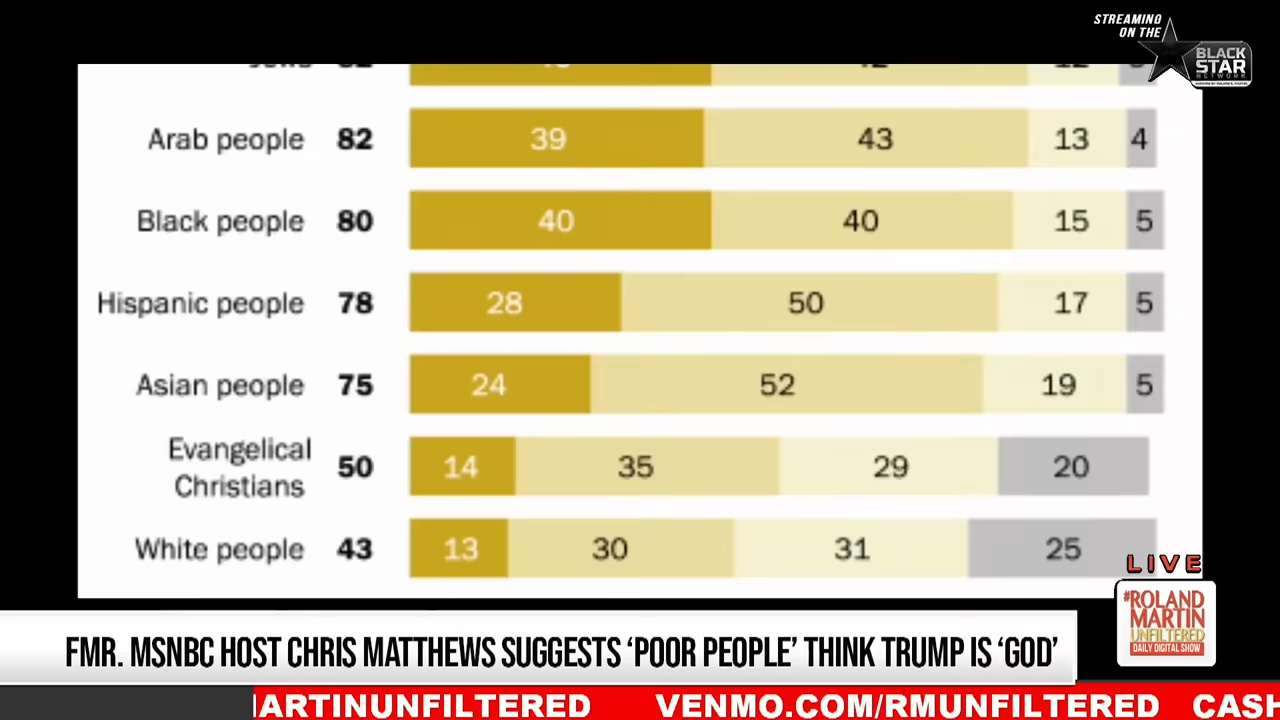 STREAMING
ON THE
BLACK
STAR
NETWORK
Arab people 82 39 43 13 4
Black people 80 40 40 15 5
Hispanic people 78 28 50 17 5
Asian people 75 24 52 19 5
Evangelical
Christians 50 14 35 29 20
White people 43 13 30 31 25
LIVE
#ROLAND
MARTIN
UNFILTERED
DAILY DIGITAL SHOW
FMR. MSNBC HOST CHRIS MATTHEWS SUGGESTS ‘POOR PEOPLE’ THINK TRUMP IS ‘GOD’
ARTINUNFILTERED VENMO.COM/RMUNFILTERED CASH